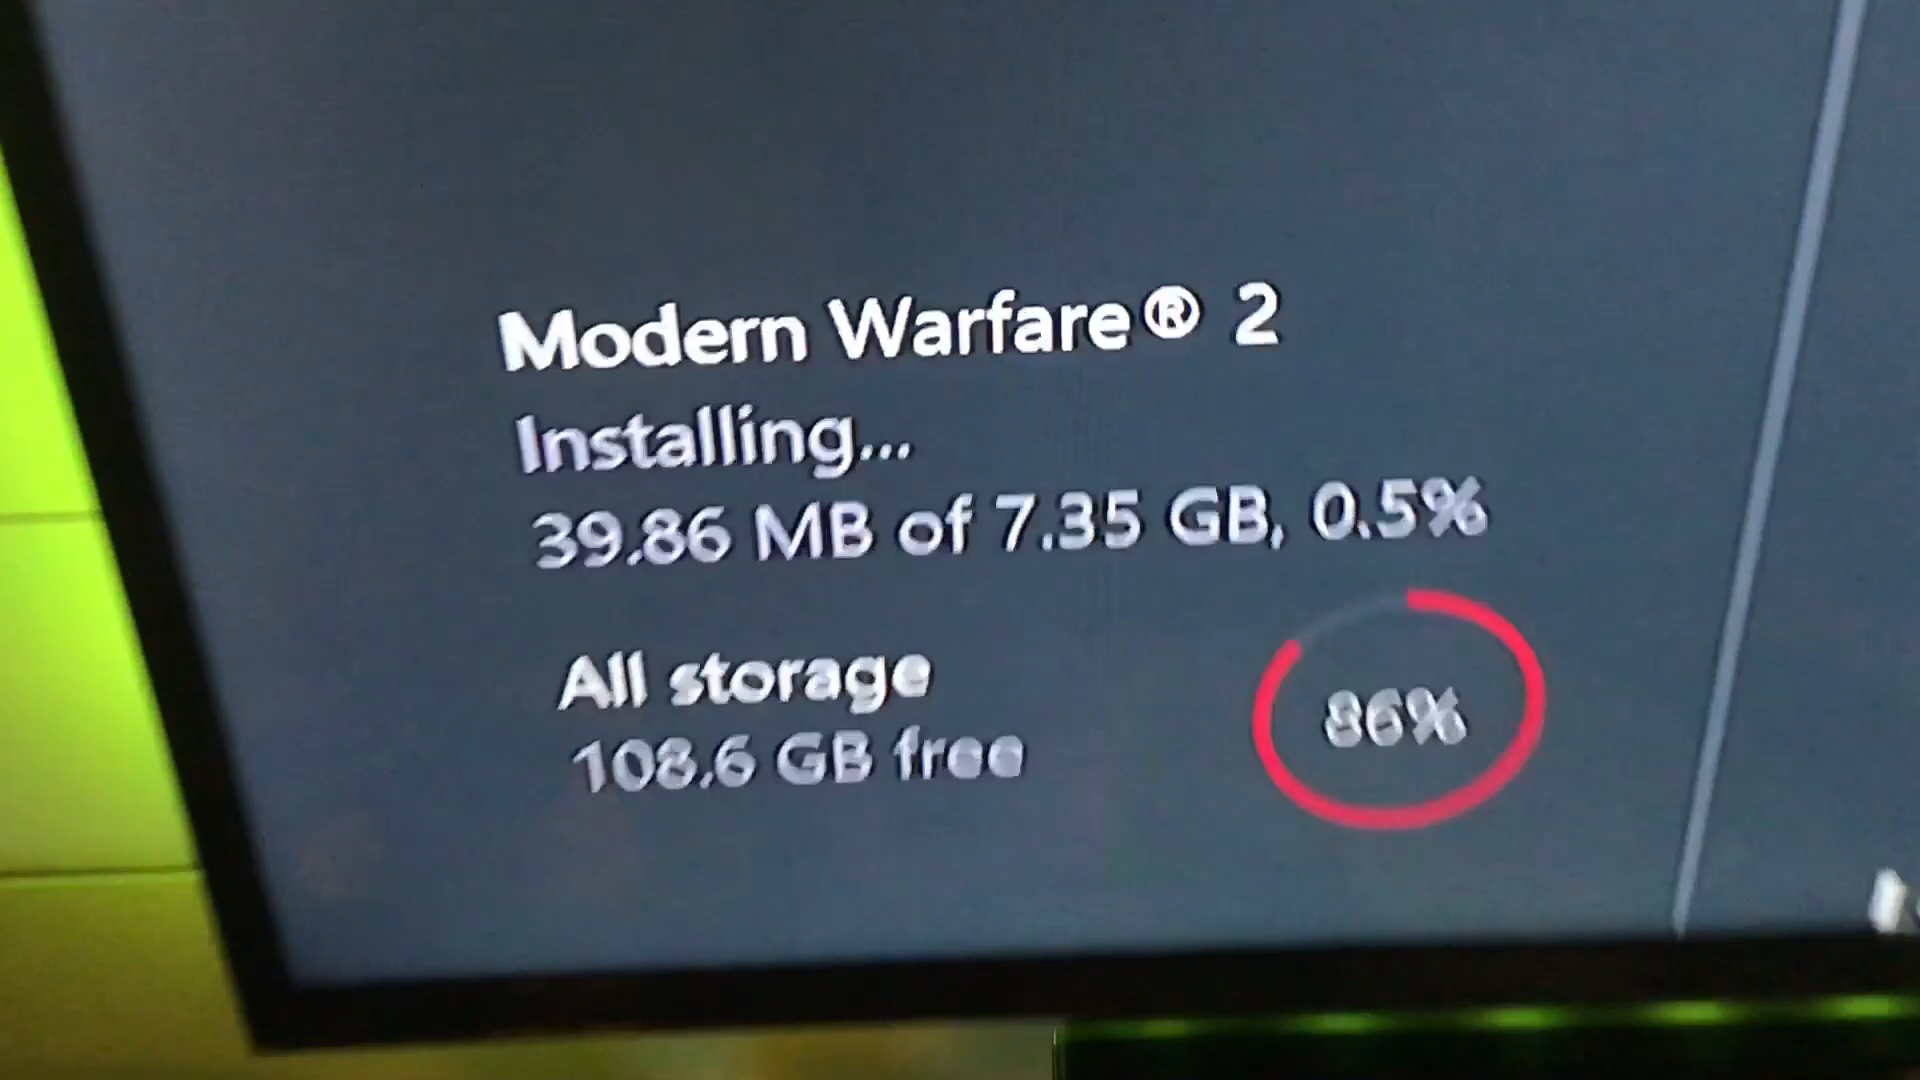 Modern Warfare® 2
Installing...
39.86 MB of 7.35 GB, 0.5%
All storage
108.6 GB free
86%